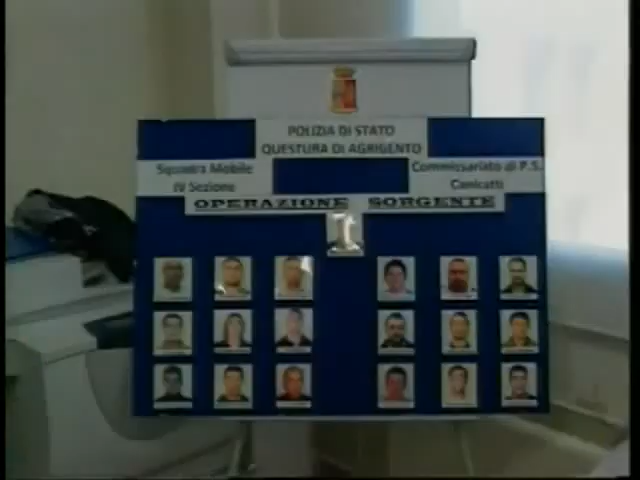 POLIZIA DI STATO
QUESTURA DI AGRIGENTO
Squadra Mobile
IV Sezione
Commissariato di P.S.
Canicattì
OPERAZIONE SORGENTE